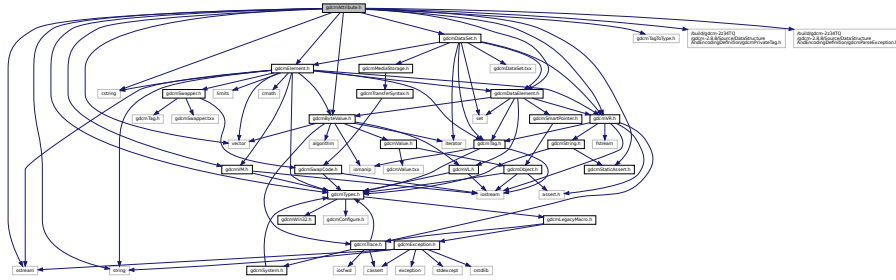 gdcmAttribute.h
gdcmDataSet.h
gdcmTagToType.h
/build/gdcm-2z34TQ
/gdcm-2.8.8/Source/DataStructure
AndEncodingDefinition/gdcmPrivateTag.h
/build/gdcm-2z34TQ
/gdcm-2.8.8/Source/DataStructure
AndEncodingDefinition/gdcmParseException.h
gdcmElement.h
gdcmMediaStorage.h
gdcmDataSet.txx
cstring
gdcmSwapper.h
limits
cmath
gdcmTransferSyntax.h
gdcmDataElement.h
gdcmTag.h
gdcmSwapper.txx
gdcmByteValue.h
set
gdcmSmartPointer.h
gdcmVR.h
vector
algorithm
gdcmValue.h
iterator
gdcmTag.h
gdcmString.h
fstream
gdcmVM.h
gdcmSwapCode.h
iomanip
gdcmValue.txx
gdcmVL.h
gdcmObject.h
gdcmStaticAssert.h
gdcmTypes.h
iostream
assert.h
gdcmWin32.h
gdcmConfigure.h
gdcmLegacyMacro.h
gdcmTrace.h
gdcmException.h
sstream
string
gdcmSystem.h
iosfwd
cassert
exception
stdexcept
cstdlib